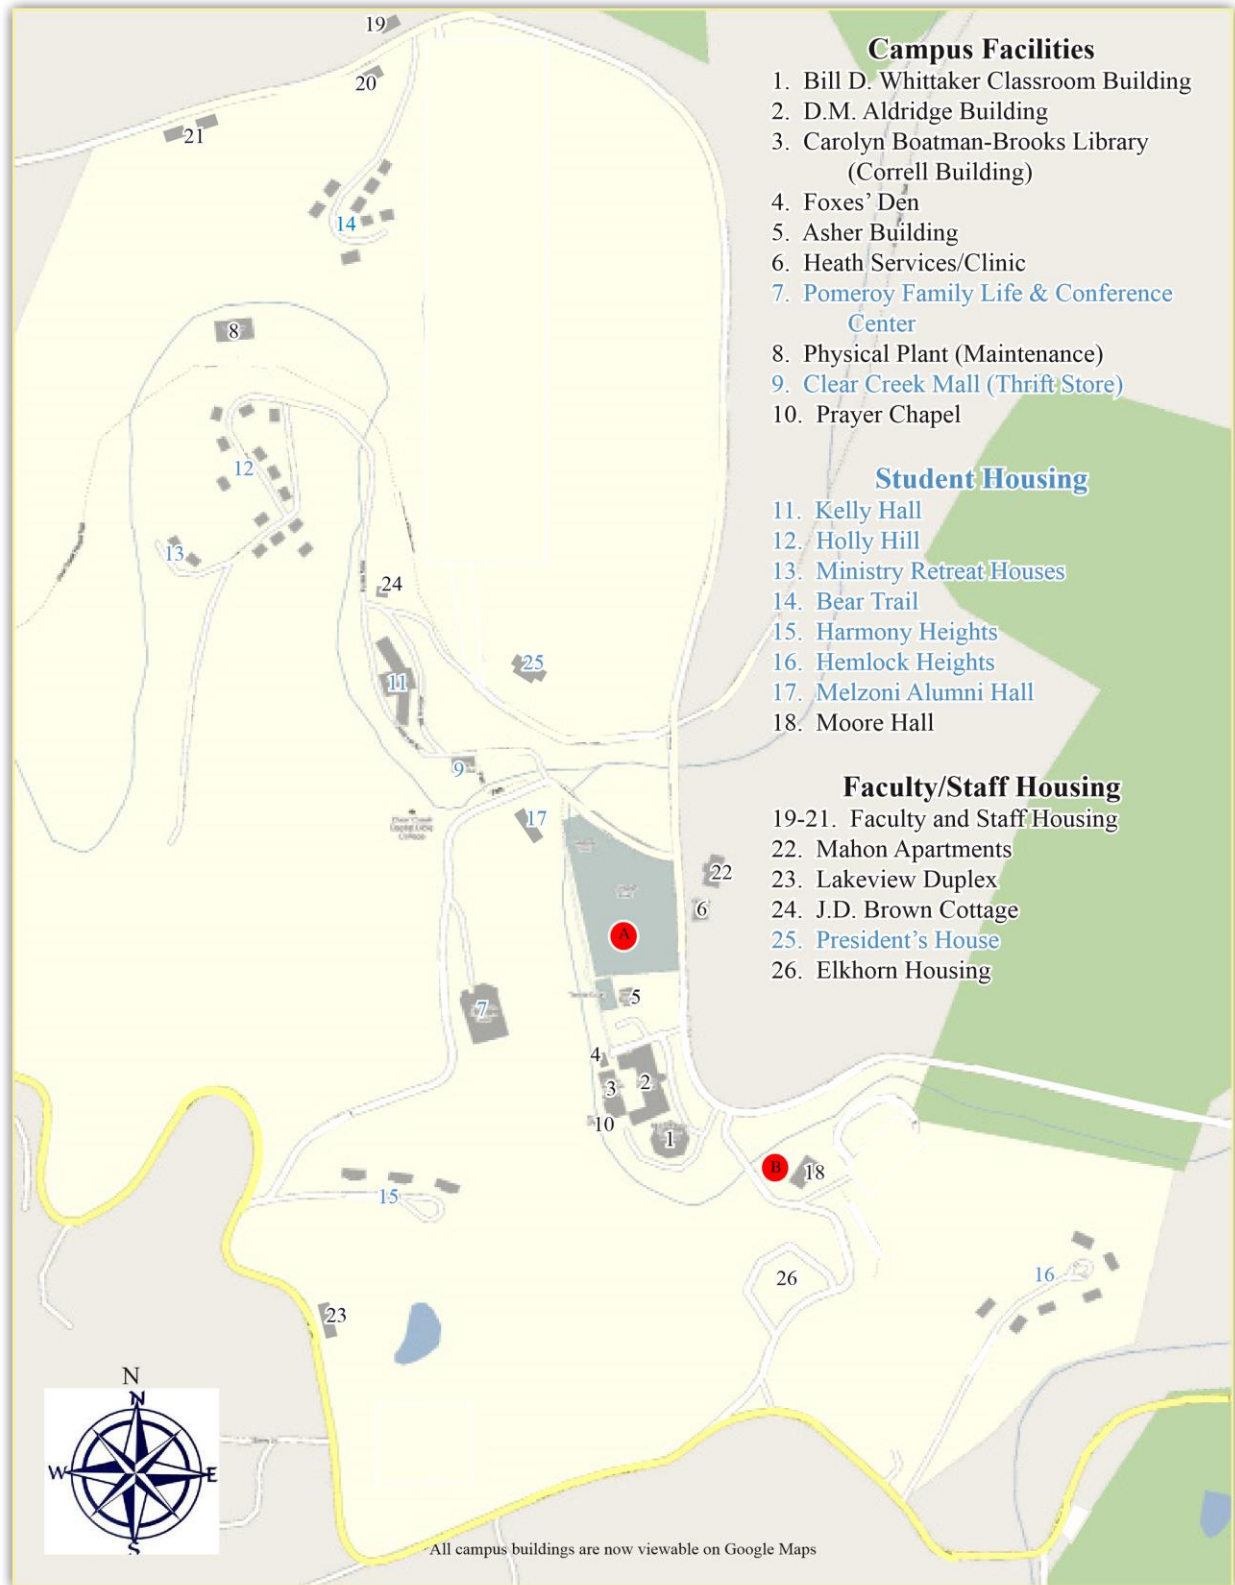 Campus Facilities
1. Bill D. Whittaker Classroom Building
2. D.M. Aldridge Building
3. Carolyn Boatman-Brooks Library
(Correll Building)
4. Foxes' Den
5. Asher Building
6. Heath Services/Clinic
7. Pomeroy Family Life & Conference
Center
8. Physical Plant (Maintenance)
9. Clear Creek Mall (Thrift Store)
10. Prayer Chapel
Student Housing
11. Kelly Hall
12. Holly Hill
13. Ministry Retreat Houses
14. Bear Trail
15. Harmony Heights
16. Hemlock Heights
17. Melzoni Alumni Hall
18. Moore Hall
Faculty/Staff Housing
19-21. Faculty and Staff Housing
22. Mahon Apartments
23. Lakeview Duplex
24. J.D. Brown Cottage
25. President's House
26. Elkhorn Housing
19
20
21
14
8
12
13
24
25
11
9
Clear Creek
Baptist Bible
College
17
22
6
A
7
Tennis Court
5
4
3
2
10
1
B
18
15
26
16
23
N
N
W
E
S
All campus buildings are now viewable on Google Maps